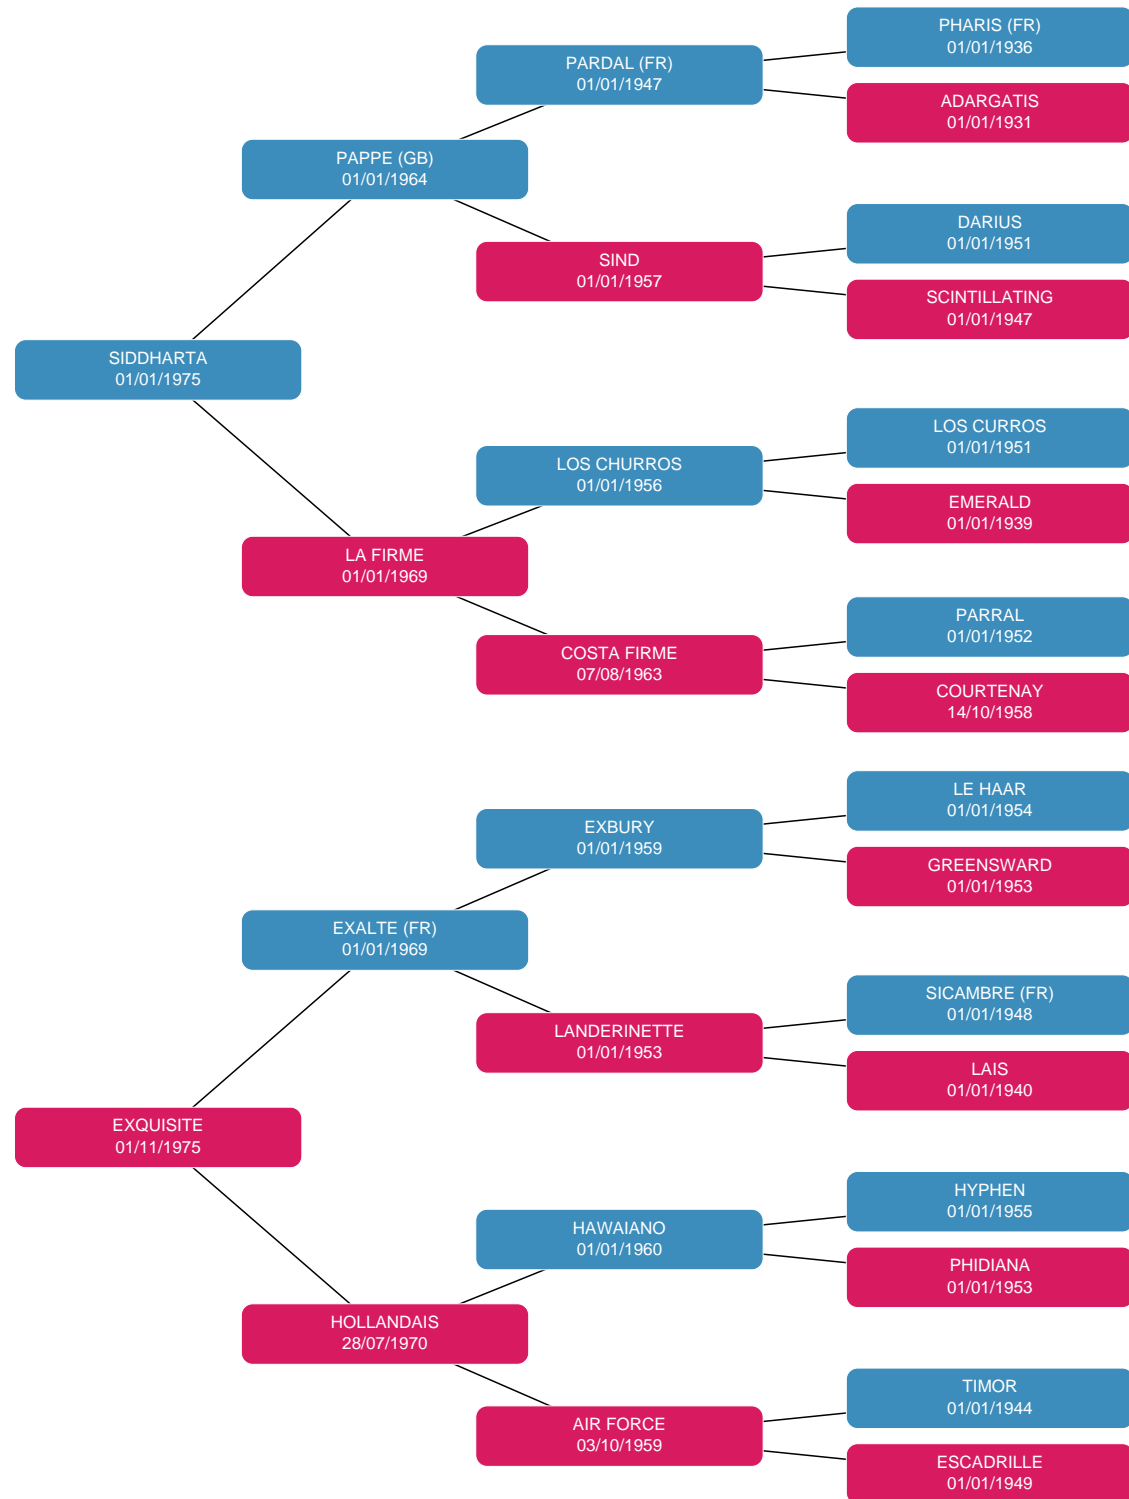 PHARIS (FR)
01/01/1936
PARDAL (FR)
01/01/1947
ADARGATIS
01/01/1931
PAPPE (GB)
01/01/1964
DARIUS
01/01/1951
SIND
01/01/1957
SCINTILLATING
01/01/1947
SIDDHARTA
01/01/1975
LOS CURROS
01/01/1951
LOS CHURROS
01/01/1956
EMERALD
01/01/1939
LA FIRME
01/01/1969
PARRAL
01/01/1952
COSTA FIRME
07/08/1963
COURTENAY
14/10/1958
LE HAAR
01/01/1954
EXBURY
01/01/1959
GREENSWARD
01/01/1953
EXALTE (FR)
01/01/1969
SICAMBRE (FR)
01/01/1948
LANDERINETTE
01/01/1953
LAIS
01/01/1940
EXQUISITE
01/11/1975
HYPHEN
01/01/1955
HAWAIANO
01/01/1960
PHIDIANA
01/01/1953
HOLLANDAIS
28/07/1970
TIMOR
01/01/1944
AIR FORCE
03/10/1959
ESCADRILLE
01/01/1949